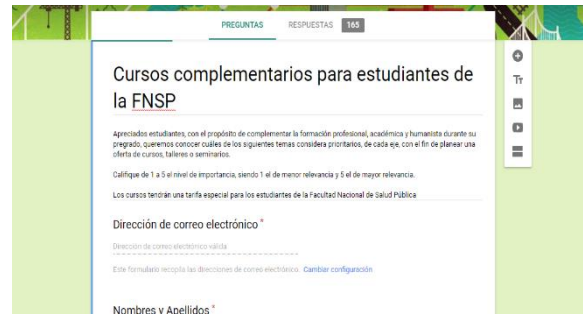 PREGUNTAS RESPUESTAS 165
Cursos complementarios para estudiantes de
la FNSP
Apreciados estudiantes, con el propósito de complementar la formación profesional, académica y humanista durante su
pregrado, queremos conocer cuáles de los siguientes temas considera prioritarios, de cada eje, con el fin de planear una
oferta de cursos, talleres o seminarios.
Califique de 1 a 5 el nivel de importancia, siendo 1 el de menor relevancia y 5 el de mayor relevancia.
Los cursos tendrán una tarifa especial para los estudiantes de la Facultad Nacional de Salud Pública
Dirección de correo electrónico *
Dirección de correo electrónico válida
Este formulario recopila las direcciones de correo electrónico. Cambiar configuración
Nombres y Apellidos *
Tт